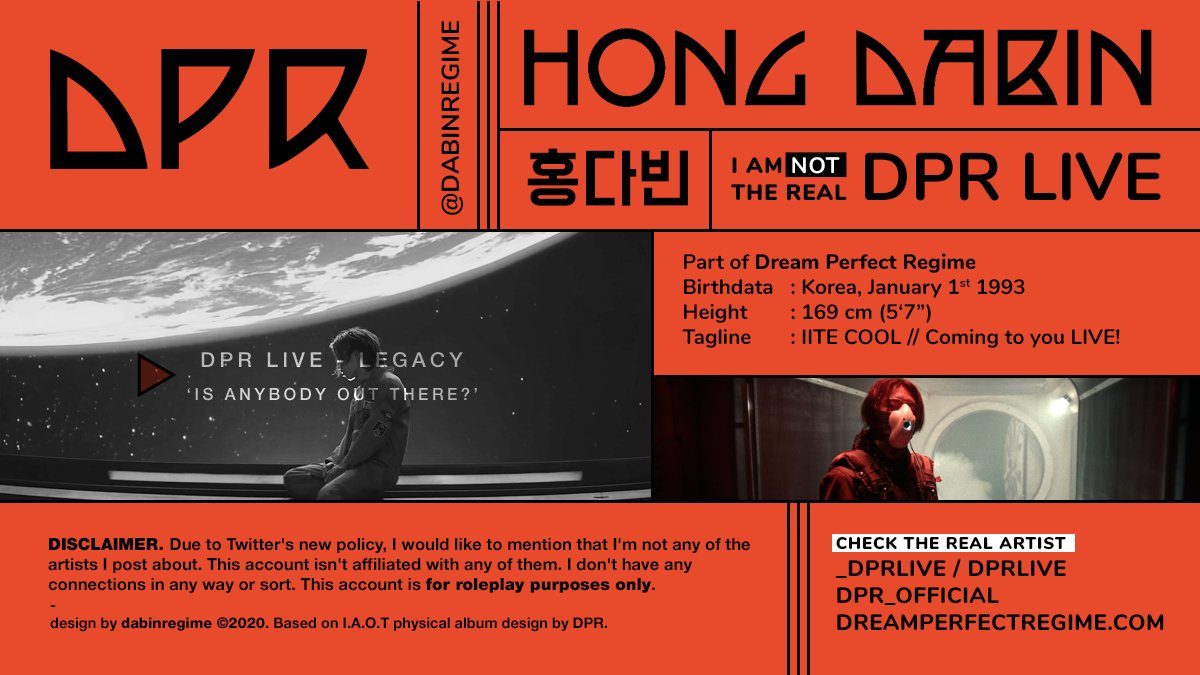 DPR
@DABINREGIME
HONG DABIN
홍다빈
I AM NOT
THE REAL
DPR LIVE
DPR LIVE - LEGACY
‘IS ANYBODY OUT THERE?’
Part of Dream Perfect Regime
Birthdata : Korea, January 1st 1993
Height : 169 cm (5‘7”)
Tagline : IITE COOL // Coming to you LIVE!
DISCLAIMER. Due to Twitter's new policy, I would like to mention that I'm not any of the
artists I post about. This account isn't affiliated with any of them. I don't have any
connections in any way or sort. This account is for roleplay purposes only.
-
design by dabinregime ©2020. Based on I.A.O.T physical album design by DPR.
CHECK THE REAL ARTIST
_DPRLIVE / DPRLIVE
DPR_OFFICIAL
DREAMPERFECTREGIME.COM